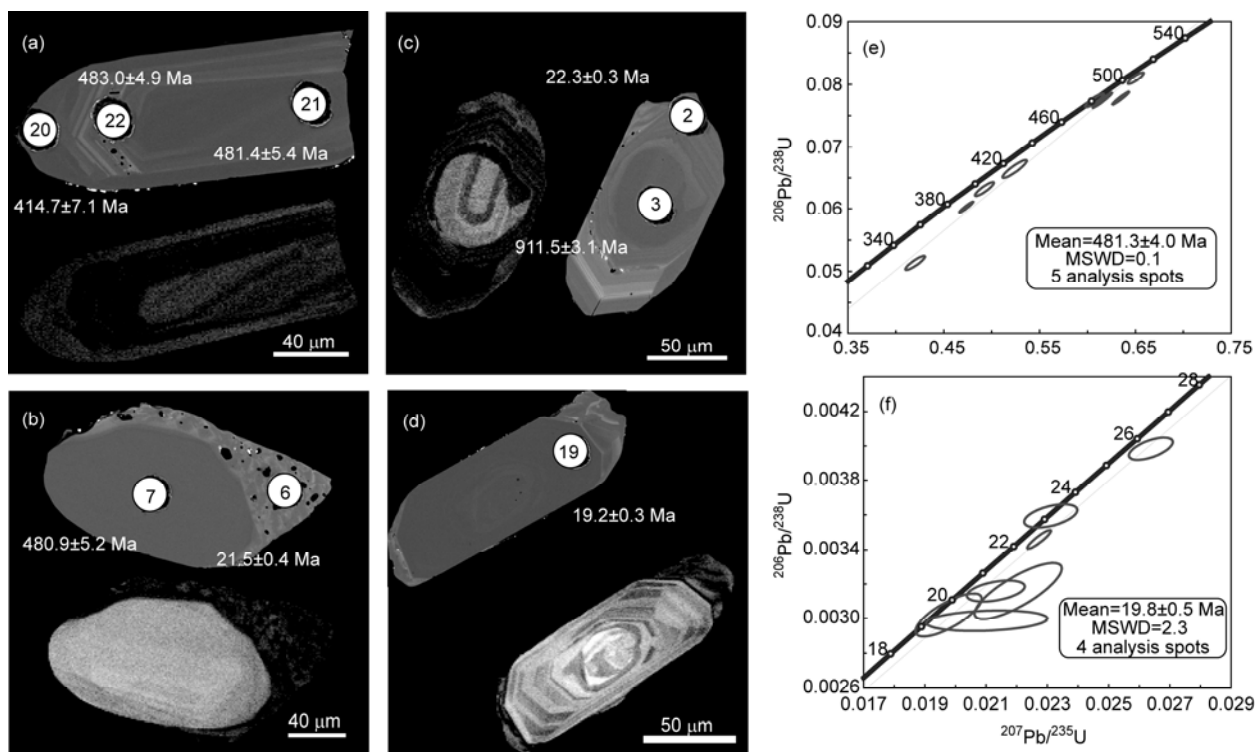 (a)
483.0±4.9 Ma
20
22
21
481.4±5.4 Ma
414.7±7.1 Ma
40 μm
(b)
7
6
480.9±5.2 Ma
21.5±0.4 Ma
40 μm
(c)
22.3±0.3 Ma
2
3
911.5±3.1 Ma
50 μm
(d)
19
19.2±0.3 Ma
50 μm
(e)
206Pb/238U
0.09
0.08
0.07
0.06
0.05
0.04
540
500
460
420
380
340
Mean=481.3±4.0 Ma
MSWD=0.1
5 analysis spots
0.35 0.45 0.55 0.65 0.75
(f)
206Pb/238U
0.0042
0.0038
0.0034
0.0030
0.0026
28
26
24
22
20
18
Mean=19.8±0.5 Ma
MSWD=2.3
4 analysis spots
0.017 0.019 0.021 0.023 0.025 0.027 0.029
207Pb/235U